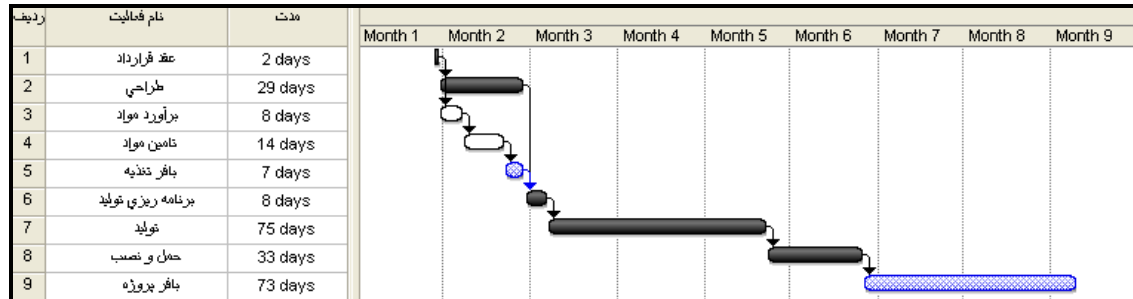 ردیف نام فعالیت مدت
Month 1 Month 2 Month 3 Month 4 Month 5 Month 6 Month 7 Month 8 Month 9
1 عقد قرارداد 2 days
2 طراحي 29 days
3 برآورد مواد 8 days
4 تامین مواد 14 days
5 بافر تغذیه 7 days
6 برنامه ریزي تولید 8 days
7 تولید 75 days
8 حمل و نصب 33 days
9 بافر پروژه 73 days